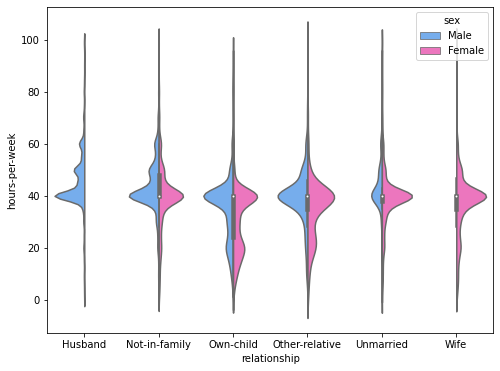 sex
Male
Female
100
80
60
40
20
0
hours-per-week
Husband Not-in-family Own-child Other-relative Unmarried Wife
relationship